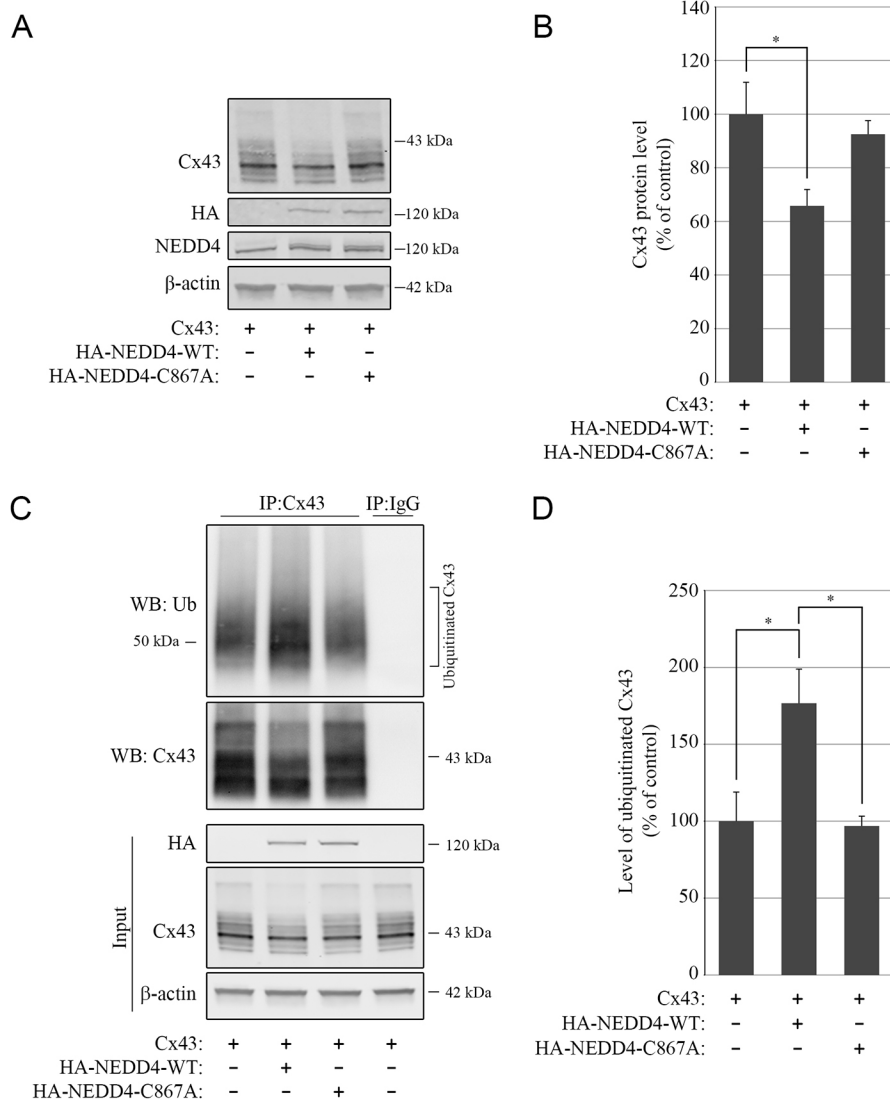 A
Cx43
–43 kDa
HA
–120 kDa
NEDD4
–120 kDa
β-actin
–42 kDa
Cx43: + + +
HA-NEDD4-WT: – + –
HA-NEDD4-C867A: – – +
B
Cx43 protein level
(% of control)
140
120
100
80
60
40
20
0
*
Cx43: + + +
HA-NEDD4-WT: – + –
HA-NEDD4-C867A: – – +
C
IP:Cx43 IP:IgG
WB: Ub
50 kDa –
Ubiquitinated Cx43
WB: Cx43
– 43 kDa
Input
HA
– 120 kDa
Cx43
– 43 kDa
β-actin
– 42 kDa
Cx43: + + + +
HA-NEDD4-WT: – + – –
HA-NEDD4-C867A: – – + –
D
Level of ubiquitinated Cx43
(% of control)
250
200
150
100
50
0
* *
Cx43: + + +
HA-NEDD4-WT: – + –
HA-NEDD4-C867A: – – +